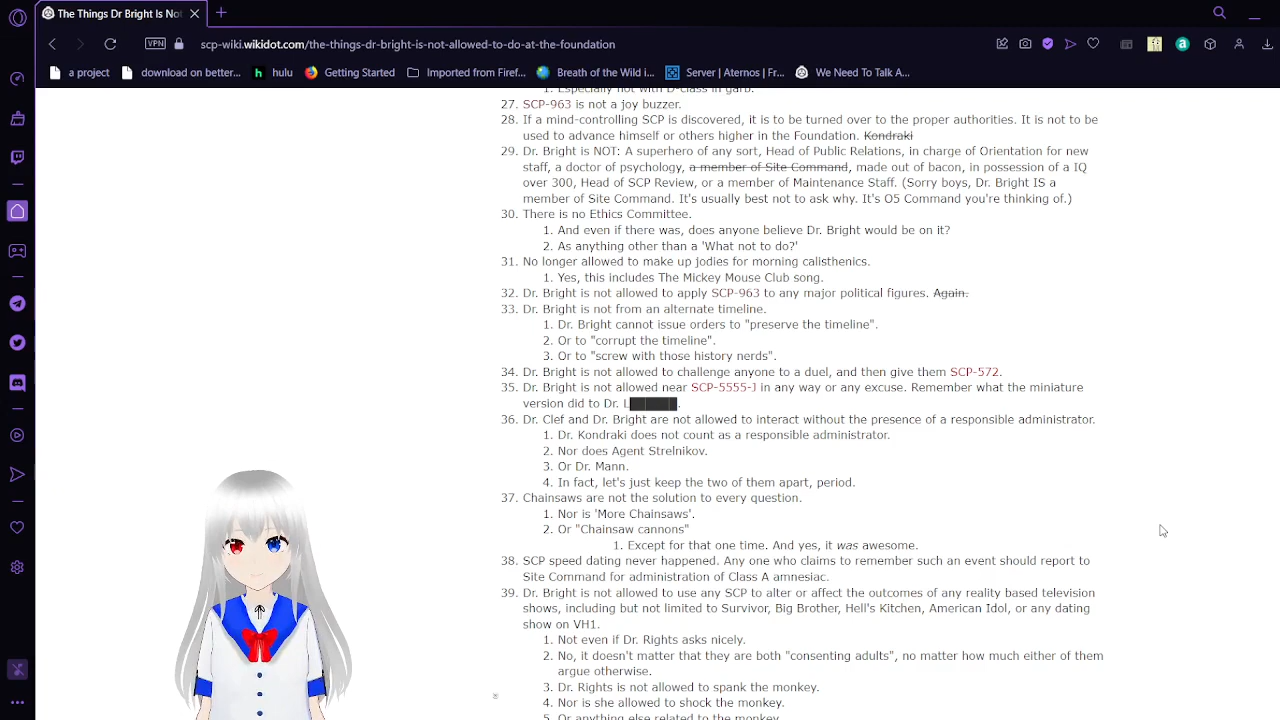 The Things Dr Bright Is Not
VPN
scp-wiki.wikidot.com/the-things-dr-bright-is-not-allowed-to-do-at-the-foundation
a project
download on better...
hulu
Getting Started
Imported from Firef...
Breath of the Wild i...
Server | Aternos | Fr...
We Need To Talk A...
1. Especially not with D-class in garb.
27. SCP-963 is not a joy buzzer.
28. If a mind-controlling SCP is discovered, it is to be turned over to the proper authorities. It is not to be
used to advance himself or others higher in the Foundation. Kondraki
29. Dr. Bright is NOT: A superhero of any sort, Head of Public Relations, in charge of Orientation for new
staff, a doctor of psychology, a member of Site Command, made out of bacon, in possession of a IQ
over 300, Head of SCP Review, or a member of Maintenance Staff. (Sorry boys, Dr. Bright IS a
member of Site Command. It's usually best not to ask why. It's O5 Command you're thinking of.)
30. There is no Ethics Committee.
1. And even if there was, does anyone believe Dr. Bright would be on it?
2. As anything other than a 'What not to do?'
31. No longer allowed to make up jodies for morning calisthenics.
1. Yes, this includes The Mickey Mouse Club song.
32. Dr. Bright is not allowed to apply SCP-963 to any major political figures. Again.
33. Dr. Bright is not from an alternate timeline.
1. Dr. Bright cannot issue orders to "preserve the timeline".
2. Or to "corrupt the timeline".
3. Or to "screw with those history nerds".
34. Dr. Bright is not allowed to challenge anyone to a duel, and then give them SCP-572.
35. Dr. Bright is not allowed near SCP-5555-J in any way or any excuse. Remember what the miniature
version did to Dr. L██████.
36. Dr. Clef and Dr. Bright are not allowed to interact without the presence of a responsible administrator.
1. Dr. Kondraki does not count as a responsible administrator.
2. Nor does Agent Strelnikov.
3. Or Dr. Mann.
4. In fact, let's just keep the two of them apart, period.
37. Chainsaws are not the solution to every question.
1. Nor is 'More Chainsaws'.
2. Or "Chainsaw cannons"
1. Except for that one time. And yes, it was awesome.
38. SCP speed dating never happened. Any one who claims to remember such an event should report to
Site Command for administration of Class A amnesiac.
39. Dr. Bright is not allowed to use any SCP to alter or affect the outcomes of any reality based television
shows, including but not limited to Survivor, Big Brother, Hell's Kitchen, American Idol, or any dating
show on VH1.
1. Not even if Dr. Rights asks nicely.
2. No, it doesn't matter that they are both "consenting adults", no matter how much either of them
argue otherwise.
3. Dr. Rights is not allowed to spank the monkey.
4. Nor is she allowed to shock the monkey.
5. Or anything else related to the monkey.